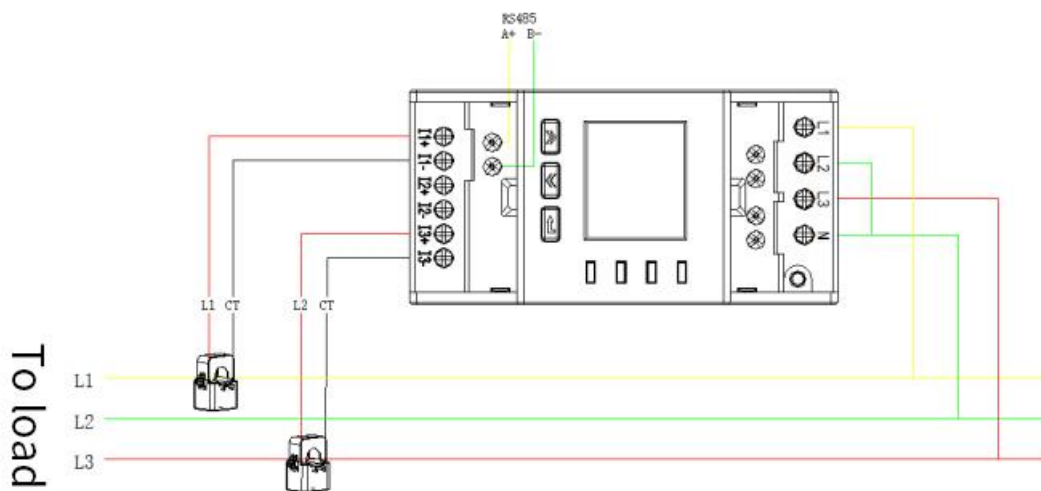 RS485
A+ B-
I1+
I1-
I2+
I2-
I3+
I3-
L1
L2
L3
N
L1 CT
L2 CT
To load
L1
L2
L3